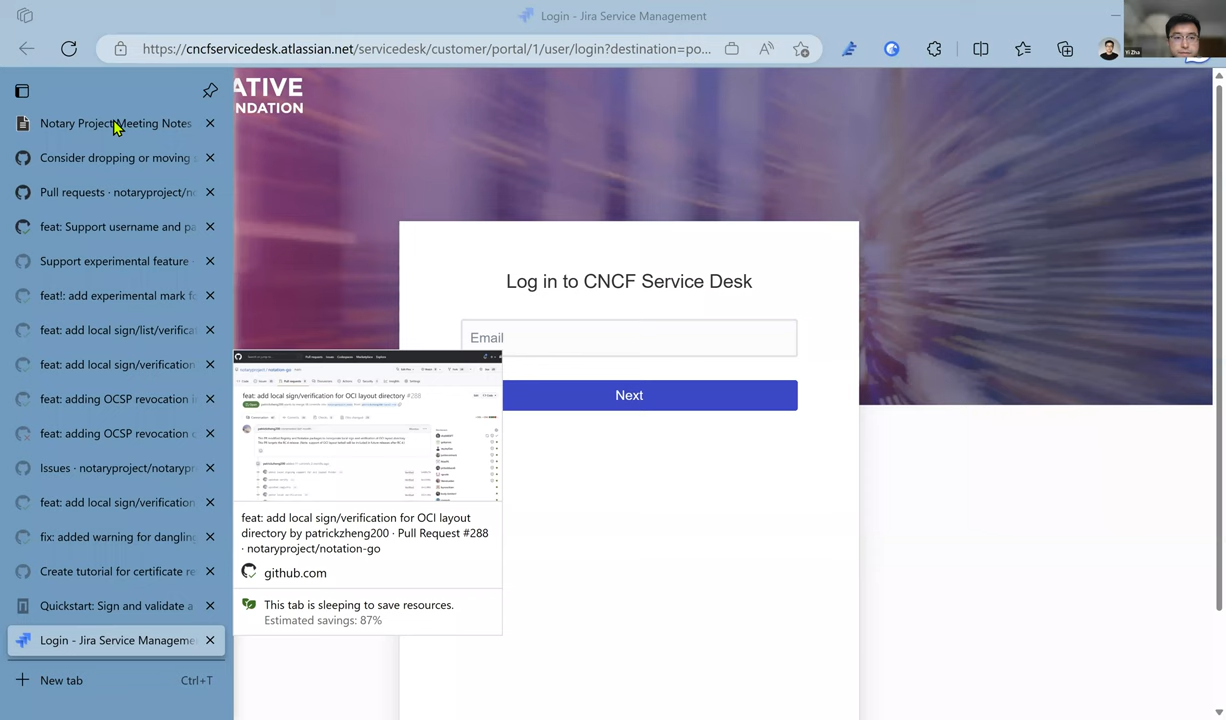 Login - Jira Service Management
https://cncfservicedesk.atlassian.net/servicedesk/customer/portal/1/user/login?destination=po...
Yi Zha
ATIVE
NDATION
Notary Project Meeting Notes
Consider dropping or moving
Pull requests · notaryproject/n
feat: Support username and pa
Support experimental feature
feat!: add experimental mark fo
feat: add local sign/list/verifica
feat: add local sign/verification
feat: adding OCSP revocation i
feat: adding OCSP revocation c
Issues · notaryproject/notarypr
feat: add local sign/verification
fix: added warning for dangling
Create tutorial for certificate re
Quickstart: Sign and validate a
Login - Jira Service Manageme
New tab
Ctrl+T
Log in to CNCF Service Desk
Email
Next
feat: add local sign/verification for OCI layout directory #288
feat: add local sign/verification for OCI layout
directory by patrickzheng200 · Pull Request #288
· notaryproject/notation-go
github.com
This tab is sleeping to save resources.
Estimated savings: 87%